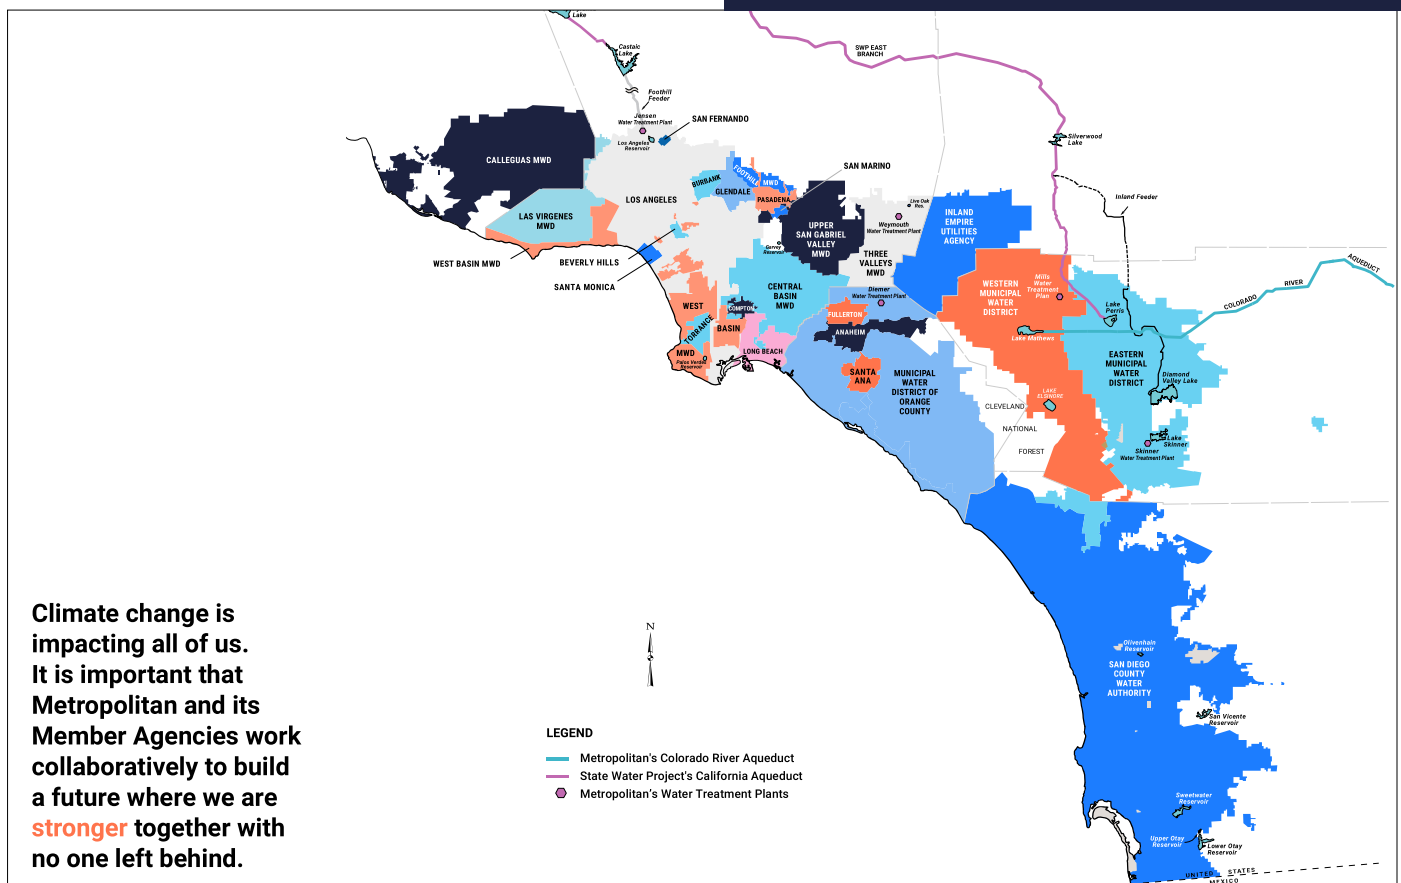 Lake
Castaic
Lake
SWP EAST
BRANCH
Foothill
Feeder
Jensen
Water Treatment Plant
SAN FERNANDO
Los Angeles
Reservoir
Silverwood
Lake
CALLEGUAS MWD
SAN MARINO
BURBANK
FOOTHILL
MWD
GLENDALE
PASADENA
LOS ANGELES
Inland Feeder
Live Oak
Res.
LAS VIRGENES
MWD
Weymouth
Water Treatment Plant
INLAND
EMPIRE
UTILITIES
AGENCY
UPPER
SAN GABRIEL
VALLEY
MWD
Garvey
Reservoir
THREE
VALLEYS
MWD
WEST BASIN MWD
BEVERLY HILLS
SANTA MONICA
AQUEDUCT
RIVER
COLORADO
WESTERN
MUNICIPAL
WATER
DISTRICT
Mills
Water
Treatment
Plan
CENTRAL
BASIN
MWD
Diemer
Water Treatment Plant
WEST
COMPTON
FULLERTON
Lake
Perris
TORRANCE
BASIN
ANAHEIM
Lake Mathews
MWD
Palos Verdes
Reservoir
LONG BEACH
EASTERN
MUNICIPAL
WATER
DISTRICT
SANTA
ANA
MUNICIPAL
WATER
DISTRICT OF
ORANGE
COUNTY
Diamond
Valley Lake
LAKE
ELSINORE
CLEVELAND
NATIONAL
FOREST
Lake
Skinner
Skinner
Water Treatment Plant
Climate change is
impacting all of us.
It is important that
Metropolitan and its
Member Agencies work
collaboratively to build
a future where we are
stronger together with
no one left behind.
N
Olivenhain
Reservoir
SAN DIEGO
COUNTY
WATER
AUTHORITY
San Vicente
Reservoir
LEGEND
Metropolitan's Colorado River Aqueduct
State Water Project's California Aqueduct
Metropolitan's Water Treatment Plants
Sweetwater
Reservoir
Upper Otay
Reservoir
Lower Otay
Reservoir
UNITED STATES
MEXICO